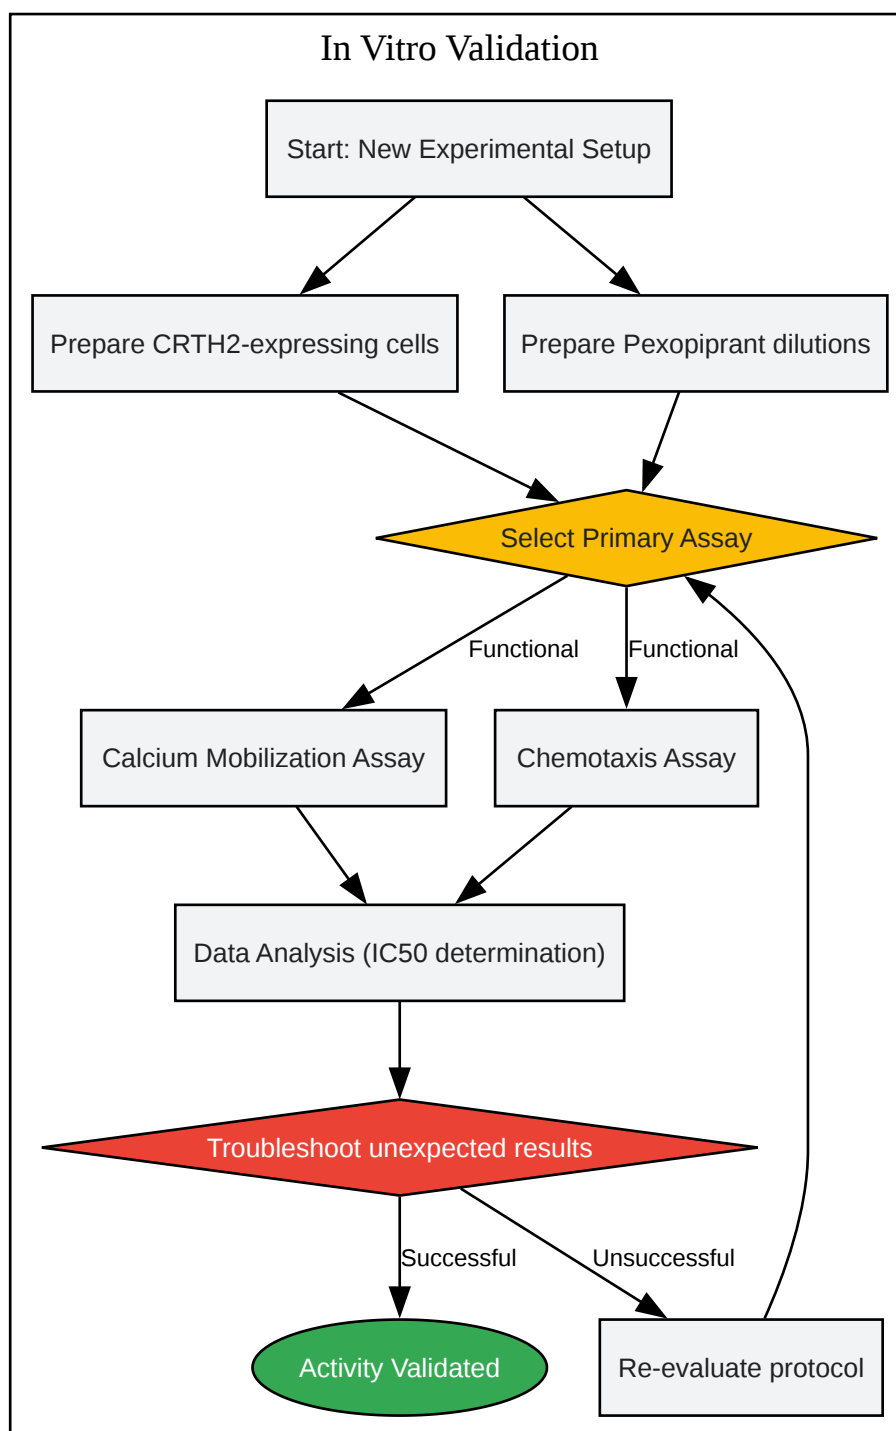 In Vitro Validation
Start: New Experimental Setup
Prepare CRTH2-expressing cells
Prepare Pexopiprant dilutions
Select Primary Assay
Functional
Functional
Calcium Mobilization Assay
Chemotaxis Assay
Data Analysis (IC50 determination)
Troubleshoot unexpected results
Successful
Unsuccessful
Activity Validated
Re-evaluate protocol